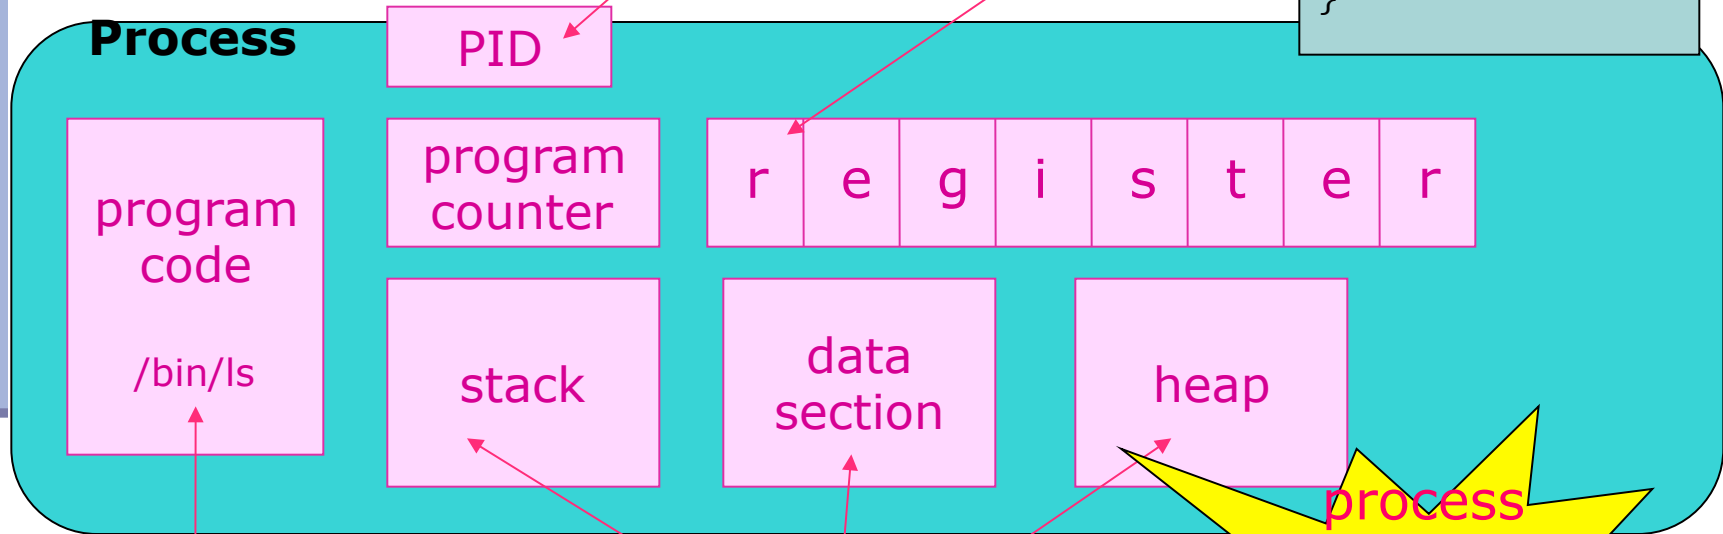 }
Process
PID
program
counter
r e g i s t e r
program
code
/bin/ls
stack
data
section
heap
process